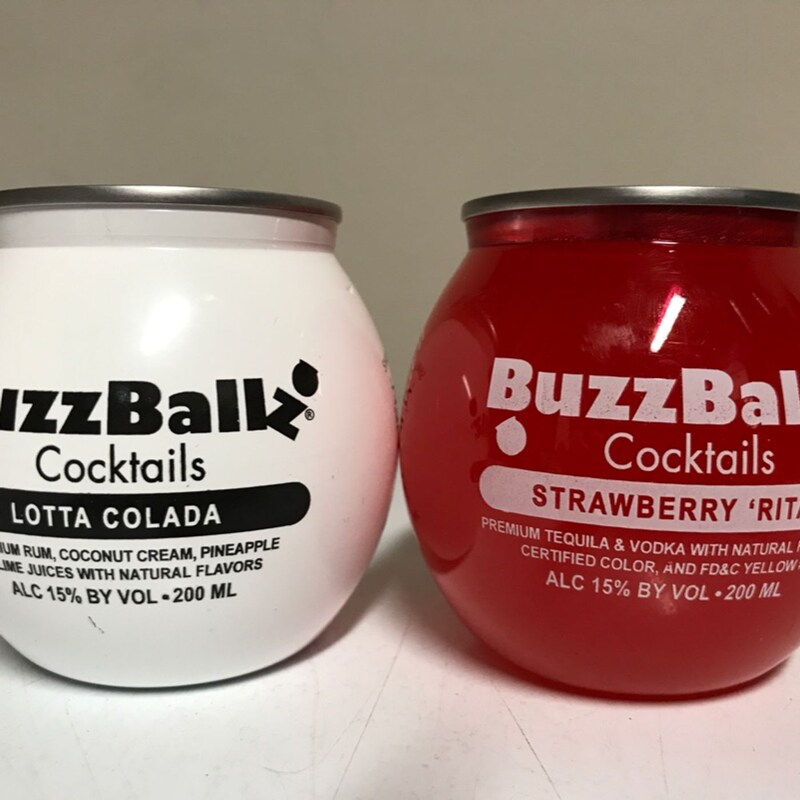 uzzBallz®
Cocktails
LOTTA COLADA
UM RUM, COCONUT CREAM, PINEAPPLE
LIME JUICES WITH NATURAL FLAVORS
ALC 15% BY VOL • 200 ML
BuzzBal
Cocktails
STRAWBERRY ‘RITA
PREMIUM TEQUILA & VODKA WITH NATURAL
CERTIFIED COLOR, AND FD&C YELLOW
ALC 15% BY VOL • 200 ML